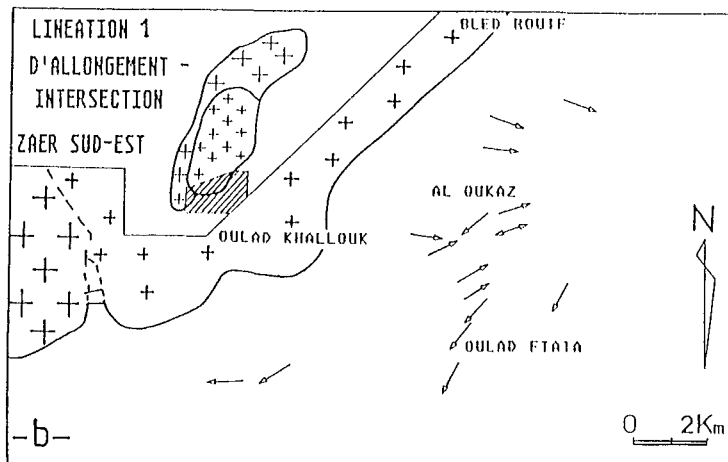 LINEATION 1
D'ALLONGEMENT -
INTERSECTION
ZAER SUD-EST
BLED ROUIF
AL OUKAZ
OULAD KHALLOUK
N
OULAD FTATA
-b-
0 2Km